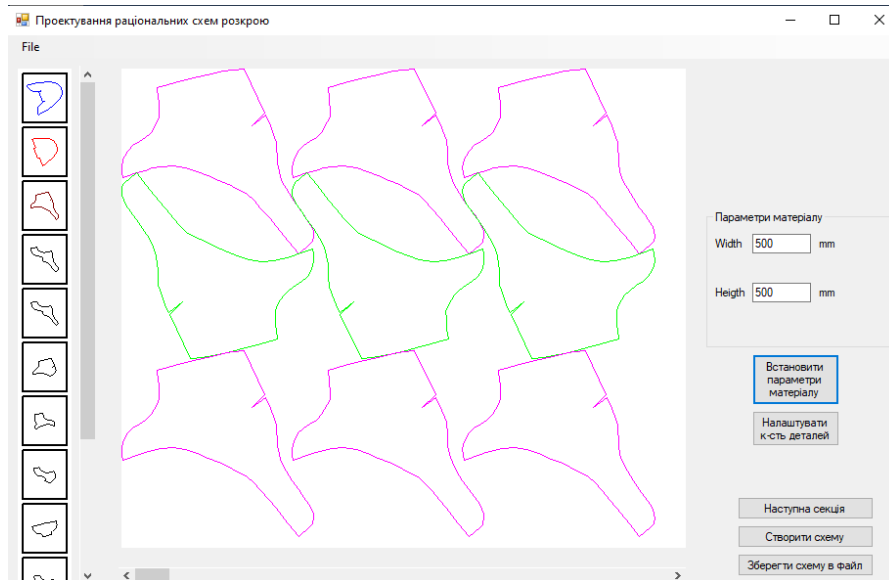 Проектування раціональних схем розкрою
File
Параметри матеріалу
Width 500 mm
Heigth 500 mm
Встановити
параметри
матеріалу
Налаштувати
к-сть деталей
Наступна секція
Створити схему
Зберегти схему в файл